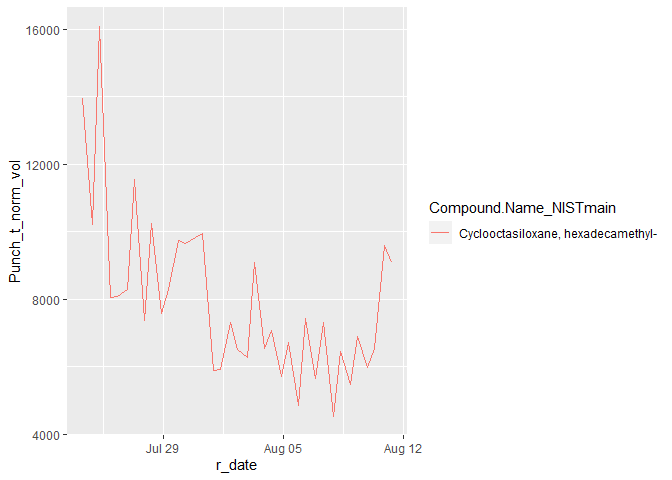 16000
12000
8000
4000
Punch_t_norm_vol
Jul 29
Aug 05
Aug 12
r_date
Compound.Name_NISTmain
Cyclooctasiloxane, hexadecamethyl-